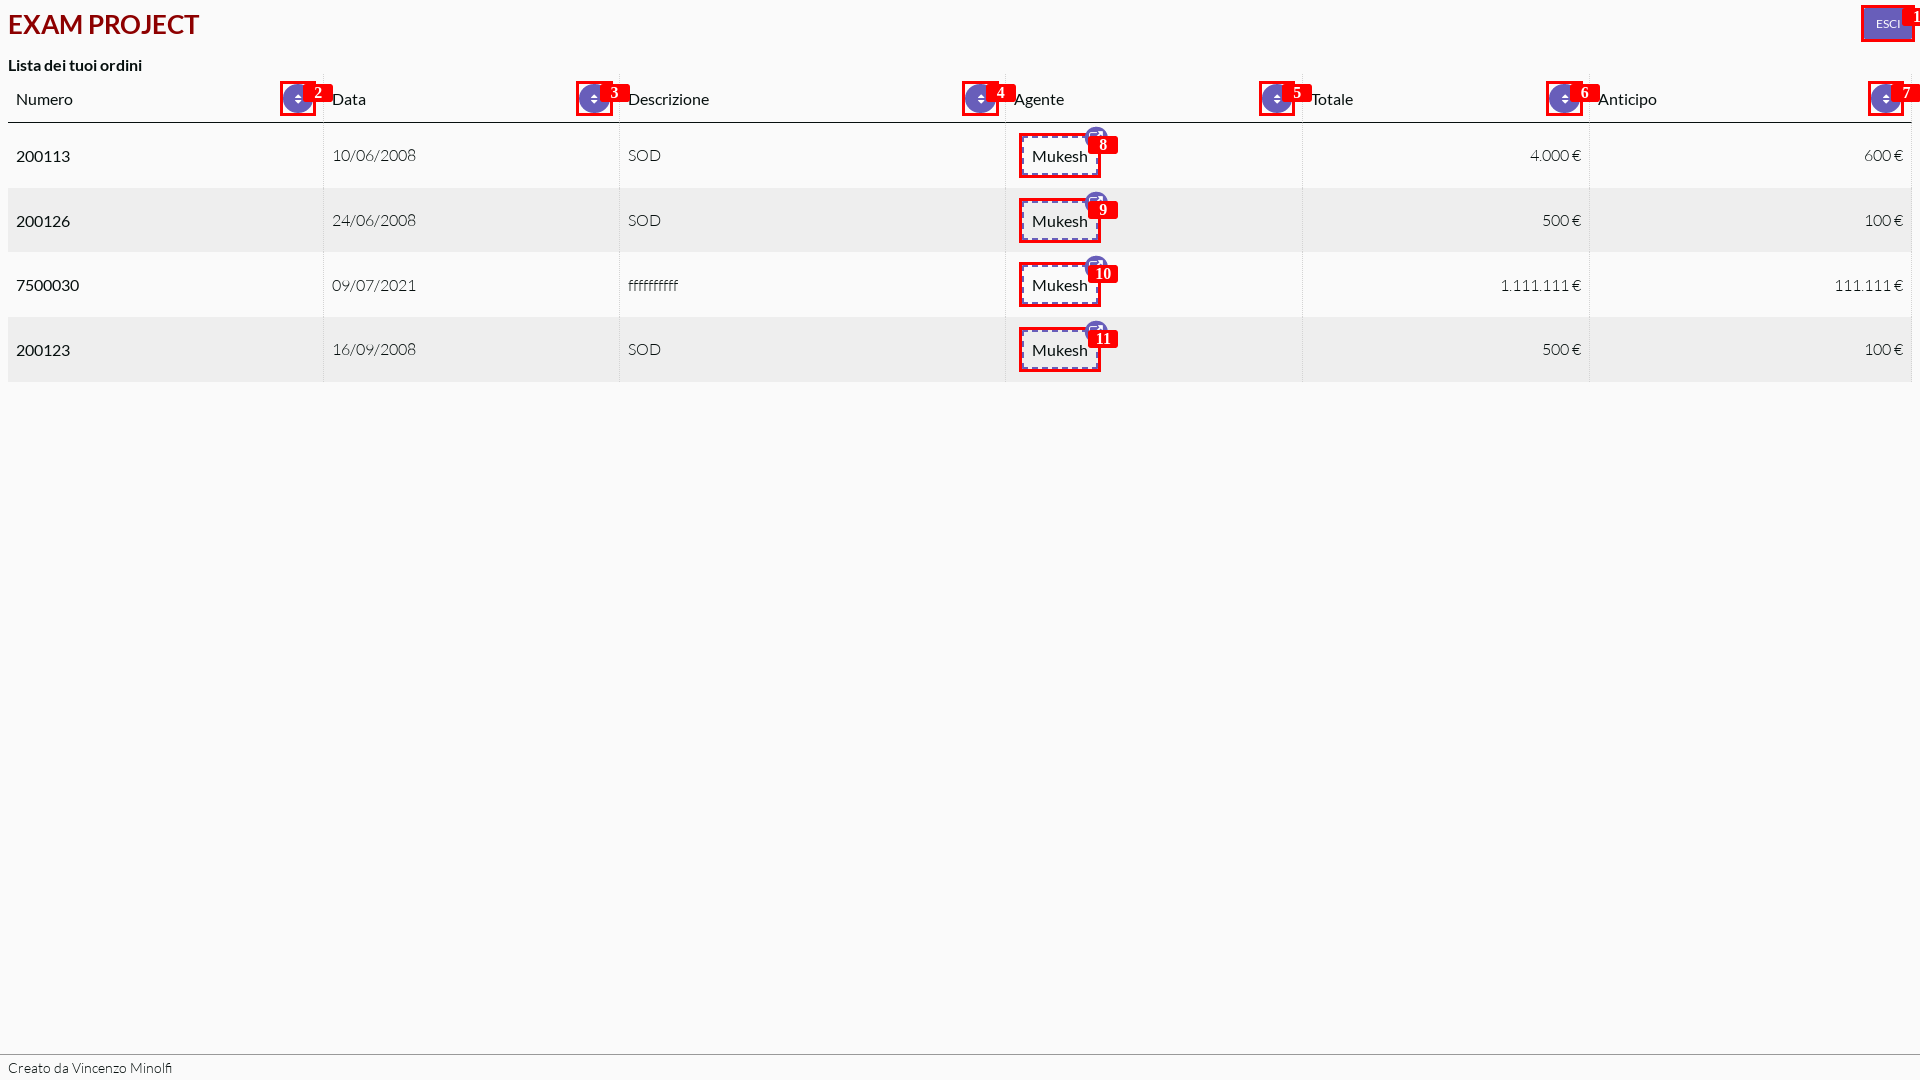 EXAM PROJECT
ESCI 1
Lista dei tuoi ordini
Numero 2 Data 3 Descrizione 4 Agente 5 Totale 6 Anticipo 7
200113 10/06/2008 SOD Mukesh 8 4.000 € 600 €
200126 24/06/2008 SOD Mukesh 9 500 € 100 €
7500030 09/07/2021 ffffffffff Mukesh 10 1.111.111 € 111.111 €
200123 16/09/2008 SOD Mukesh 11 500 € 100 €
Creato da Vincenzo Minolfi